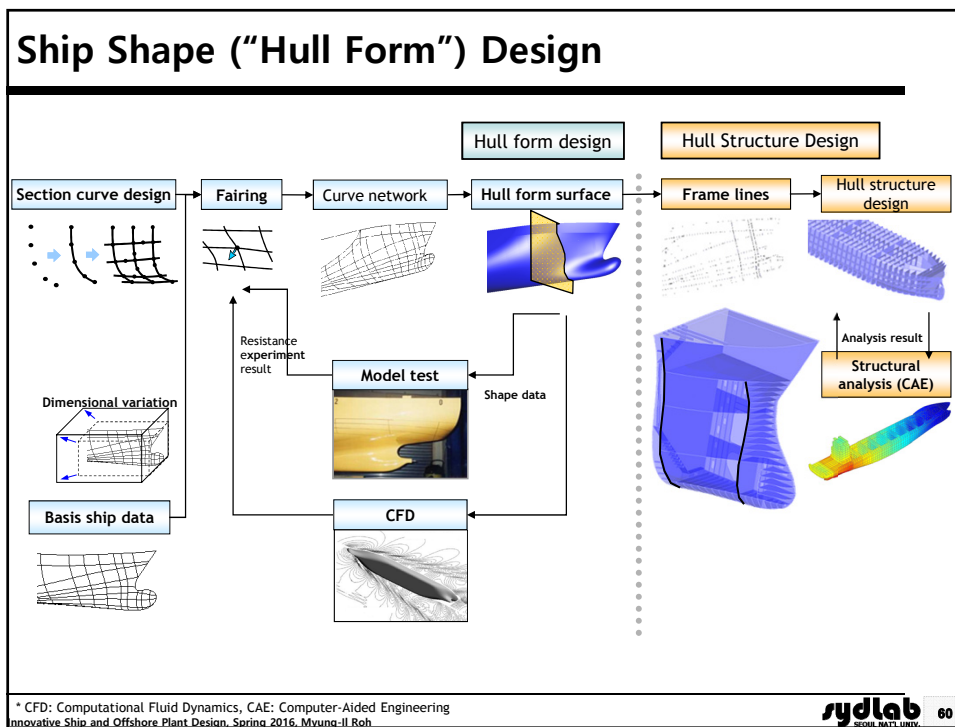 Ship Shape (“Hull Form”) Design
Hull form design
Hull Structure Design
Section curve design
Fairing
Curve network
Hull form surface
Frame lines
Hull structure
design
Resistance
experiment
result
Model test
Shape data
Analysis result
Structural
analysis (CAE)
Dimensional variation
2
0
Basis ship data
CFD
* CFD: Computational Fluid Dynamics, CAE: Computer-Aided Engineering
Innovative Ship and Offshore Plant Design, Spring 2016, Myung-Il Roh
sydlab
SEOUL NAT'L UNIV.
60